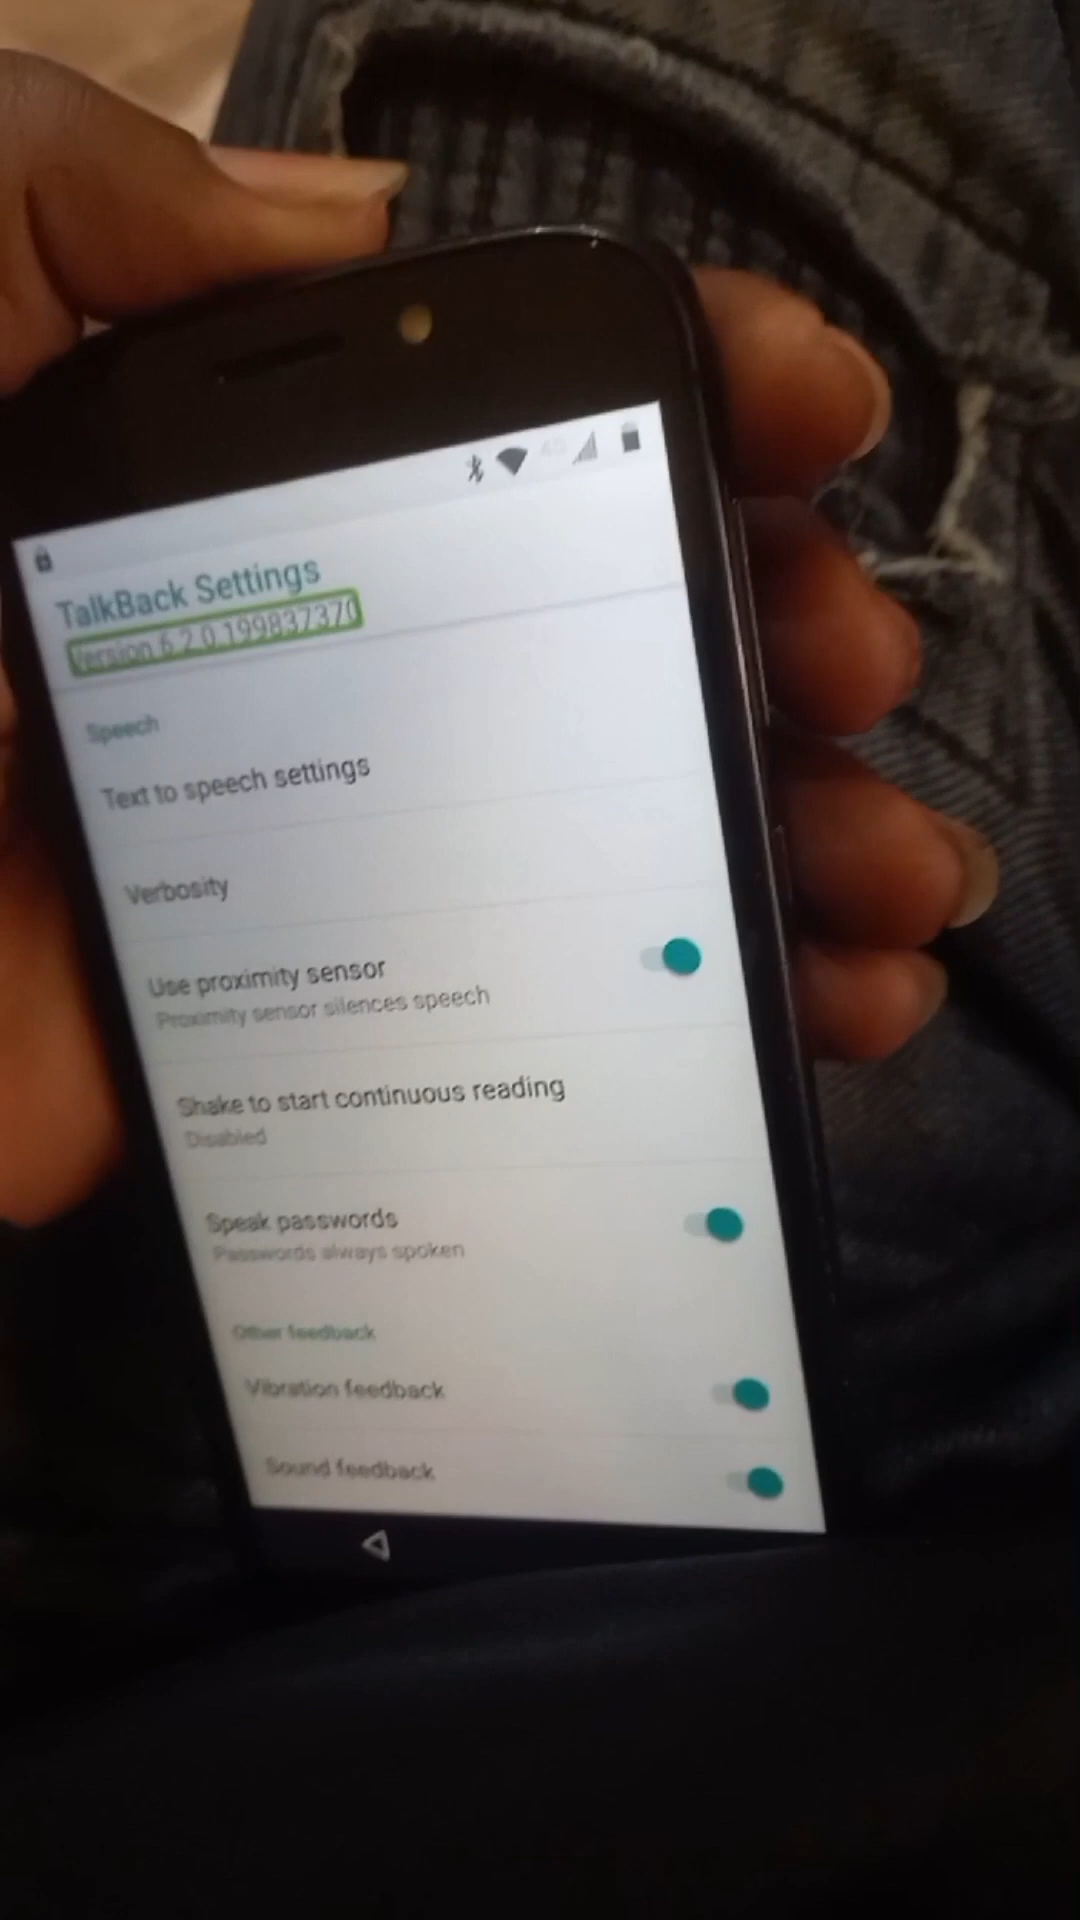 TalkBack Settings
Version 6.2.0.199837370
Speech
Text to speech settings
Verbosity
Use proximity sensor
Proximity sensor silences speech
Shake to start continuous reading
Disabled
Speak passwords
Passwords always spoken
Other feedback
Vibration feedback
Sound feedback